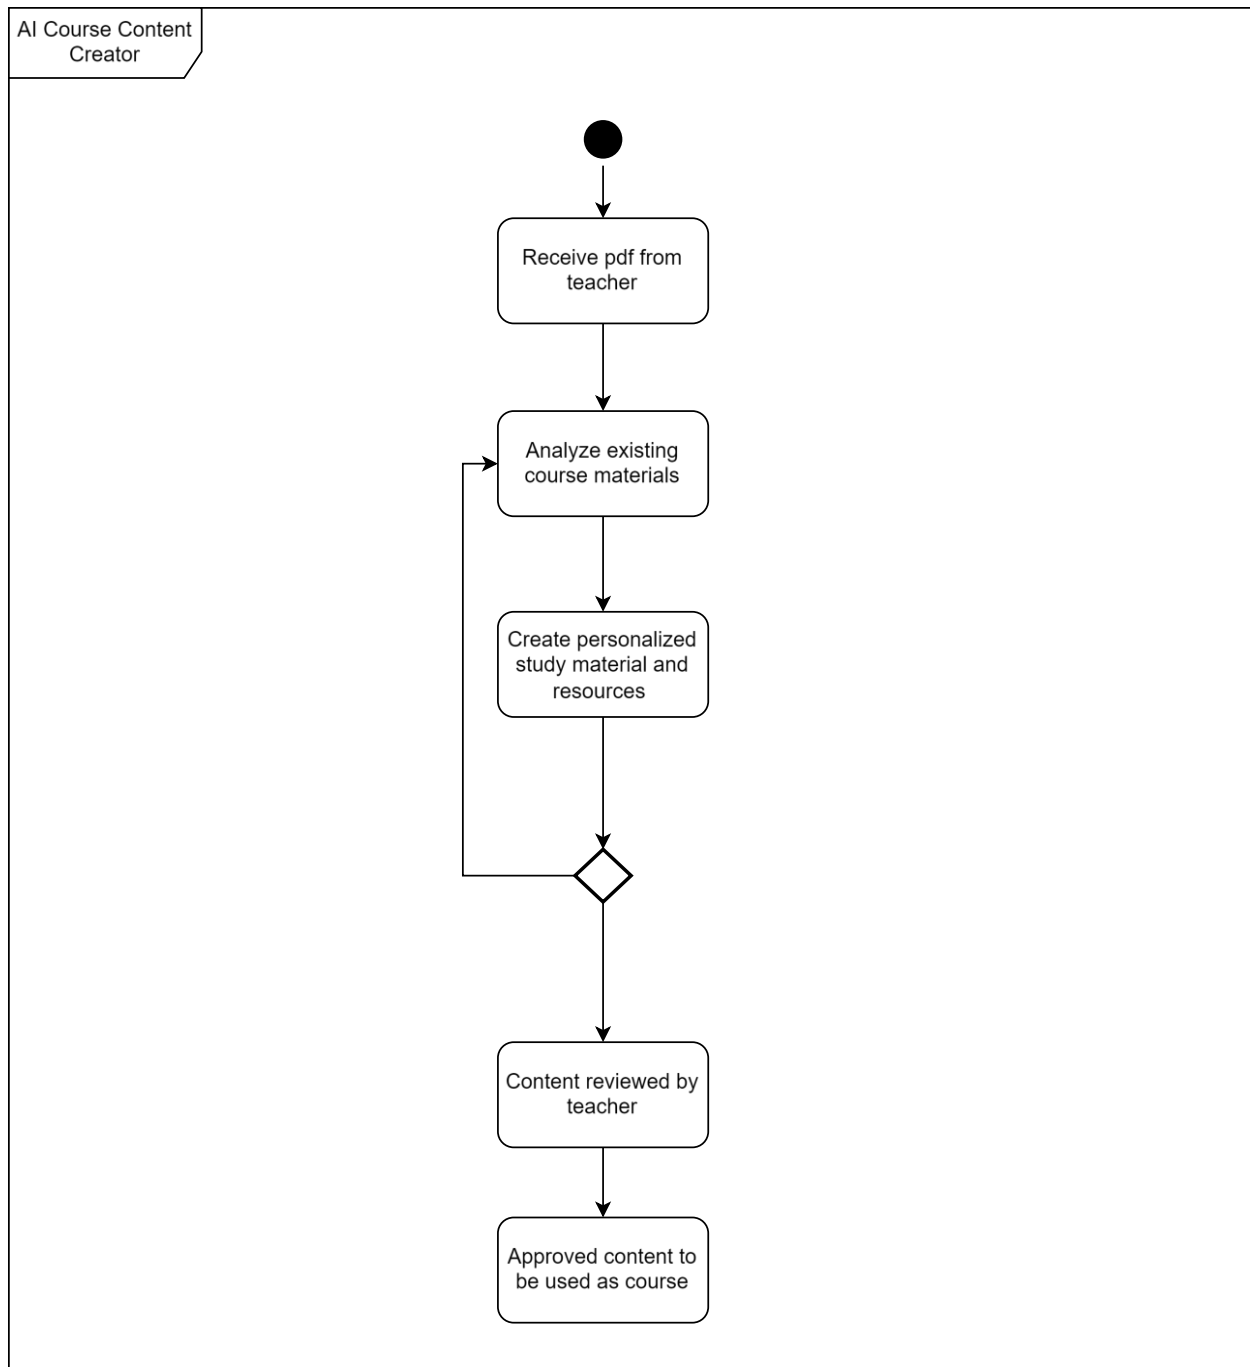 AI Course Content
Creator
Receive pdf from
teacher
Analyze existing
course materials
Create personalized
study material and
resources
Content reviewed by
teacher
Approved content to
be used as course